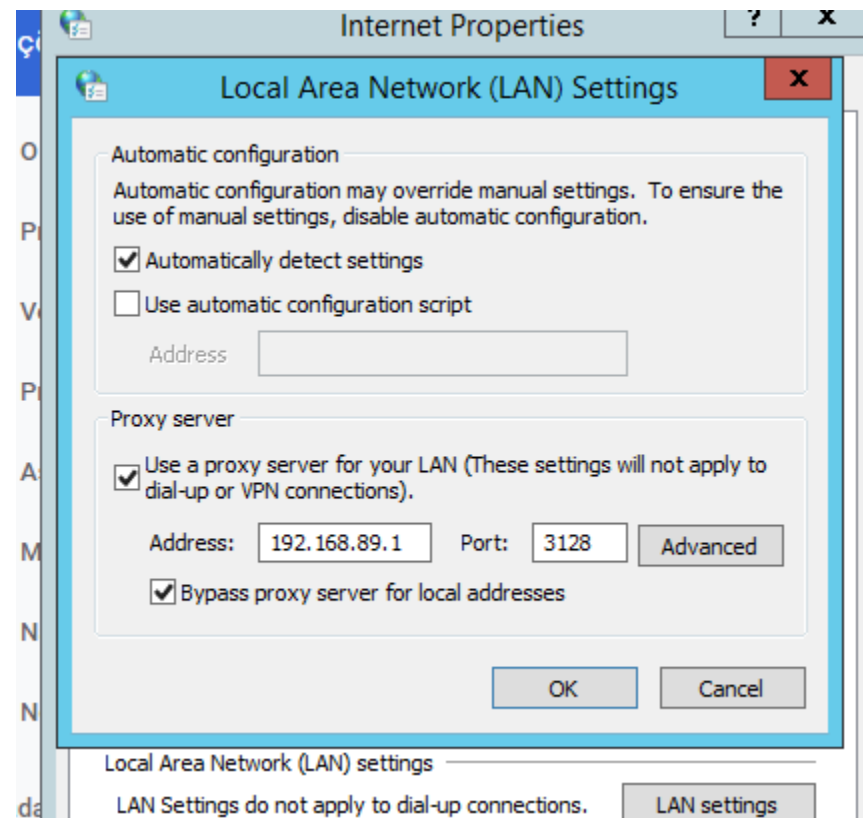 Internet Properties
?
x
Local Area Network (LAN) Settings
x
Automatic configuration
Automatic configuration may override manual settings. To ensure the
use of manual settings, disable automatic configuration.
Automatically detect settings
Use automatic configuration script
Address
Proxy server
Use a proxy server for your LAN (These settings will not apply to
dial-up or VPN connections).
Address:
192.168.89.1
Port:
3128
Advanced
Bypass proxy server for local addresses
OK
Cancel
Local Area Network (LAN) settings
LAN Settings do not apply to dial-up connections.
LAN settings